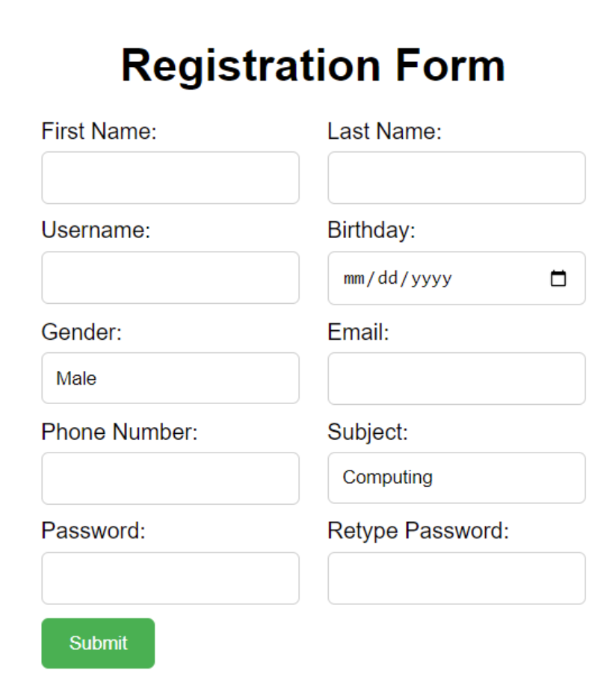 Registration Form
First Name: Last Name:
Username: Birthday:
mm/dd/yyyy
Gender: Email:
Male
Phone Number: Subject:
Computing
Password: Retype Password:
Submit